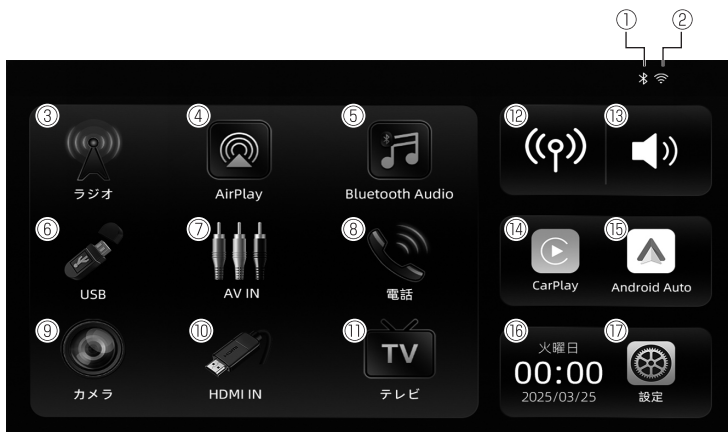 ① ②
③ ④ ⑤ ⑫ ⑬
ラジオ AirPlay Bluetooth Audio
⑥ ⑦ ⑧ ⑭ ⑮
USB AV IN 電話
CarPlay Android Auto
⑨ ⑩ ⑪ ⑯ ⑰
TV
火曜日
00:00
2025/03/25
カメラ HDMI IN テレビ 設定